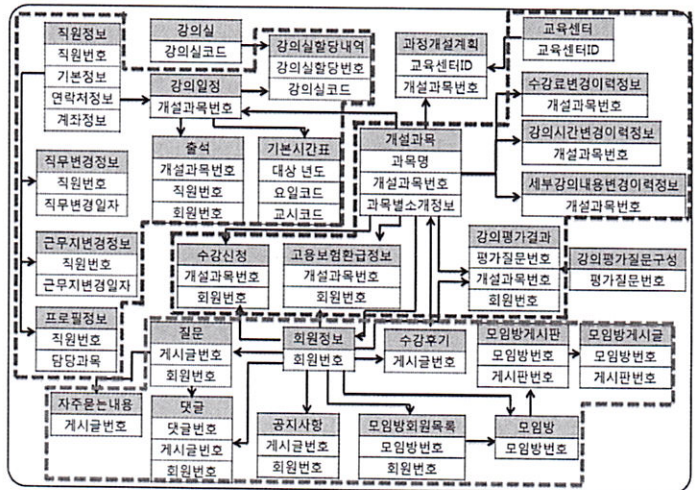 직원정보
직원번호
기본정보
연락처정보
계좌정보
강의실
강의실코드
강의실할당내역
강의실할당번호
강의실코드
과정개설계획
교육센터ID
개설과목번호
교육센터
교육센터ID
강의일정
개설과목번호
수강료변경이력정보
개설과목번호
출석
개설과목번호
직원번호
회원번호
기본시간표
대상 년도
요일코드
교시코드
개설과목
과목명
개설과목번호
과목별소개정보
강의시간변경이력정보
개설과목번호
세부강의내용변경이력정보
개설과목번호
직무변경정보
직원번호
직무변경일자
근무지변경정보
직원번호
근무지변경일자
수강신청
개설과목번호
회원번호
고용보험환급정보
개설과목번호
회원번호
강의평가결과
평가질문번호
개설과목번호
회원번호
강의평가질문구성
평가질문번호
프로필정보
직원번호
담당과목
질문
게시글번호
회원번호
회원정보
회원번호
수강후기
게시글번호
모임방게시판
모임방번호
게시판번호
모임방게시글
모임방번호
게시판번호
자주묻는내용
게시글번호
댓글
댓글번호
게시글번호
회원번호
공지사항
게시글번호
회원번호
모임방회원목록
모임방번호
회원번호
모임방
모임방번호